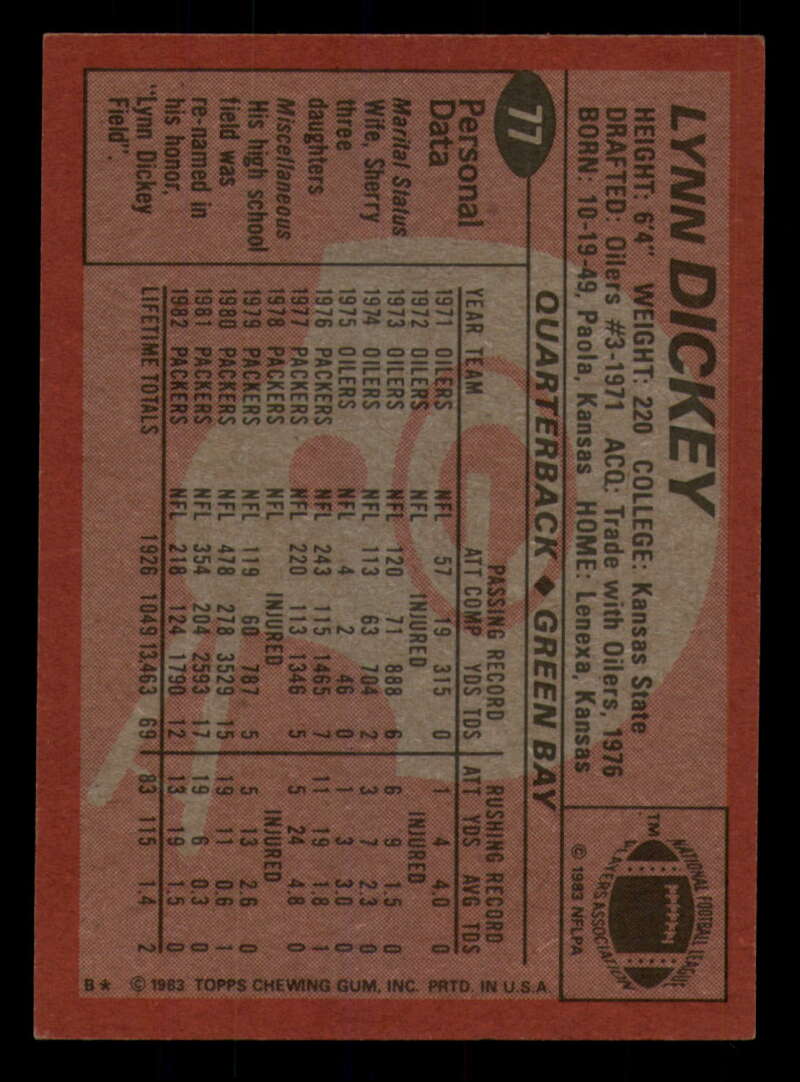 LYNN DICKEY
HEIGHT: 6'4" WEIGHT: 220 COLLEGE: Kansas State
DRAFTED: Oilers #3-1971 ACQ: Trade with Oilers, 1976
BORN: 10-19-49, Paola, Kansas HOME: Lenexa, Kansas
TM
NATIONAL FOOTBALL LEAGUE
PLAYERS ASSOCIATION
© 1983 NFLPA
77
QUARTERBACK ◆ GREEN BAY
Personal
Data
Marital Status
Wife, Sherry
three
daughters
Miscellaneous
His high school
field was
re-named in
his honor,
"Lynn Dickey
Field".
PASSING RECORD RUSHING RECORD
YEAR TEAM ATT COMP YDS TDS ATT YDS AVG TDS
1971 OILERS NFL 57 19 315 0 1 4 4.0 0
1972 OILERS NFL INJURED INJURED
1973 OILERS NFL 120 71 888 6 6 9 1.5 0
1974 OILERS NFL 113 63 704 2 3 7 2.3 0
1975 OILERS NFL 4 2 46 0 1 3 3.0 0
1976 PACKERS NFL 243 115 1465 7 11 19 1.8 1
1977 PACKERS NFL 220 113 1346 5 5 24 4.8 0
1978 PACKERS NFL INJURED INJURED
1979 PACKERS NFL 119 60 787 5 5 13 2.6 0
1980 PACKERS NFL 478 278 3529 15 19 11 0.6 1
1981 PACKERS NFL 354 204 2593 17 19 6 0.3 0
1982 PACKERS NFL 218 124 1790 12 13 19 1.5 0
LIFETIME TOTALS 1926 1049 13,463 69 83 115 1.4 2
B* © 1983 TOPPS CHEWING GUM, INC. PRTD. IN U.S.A.